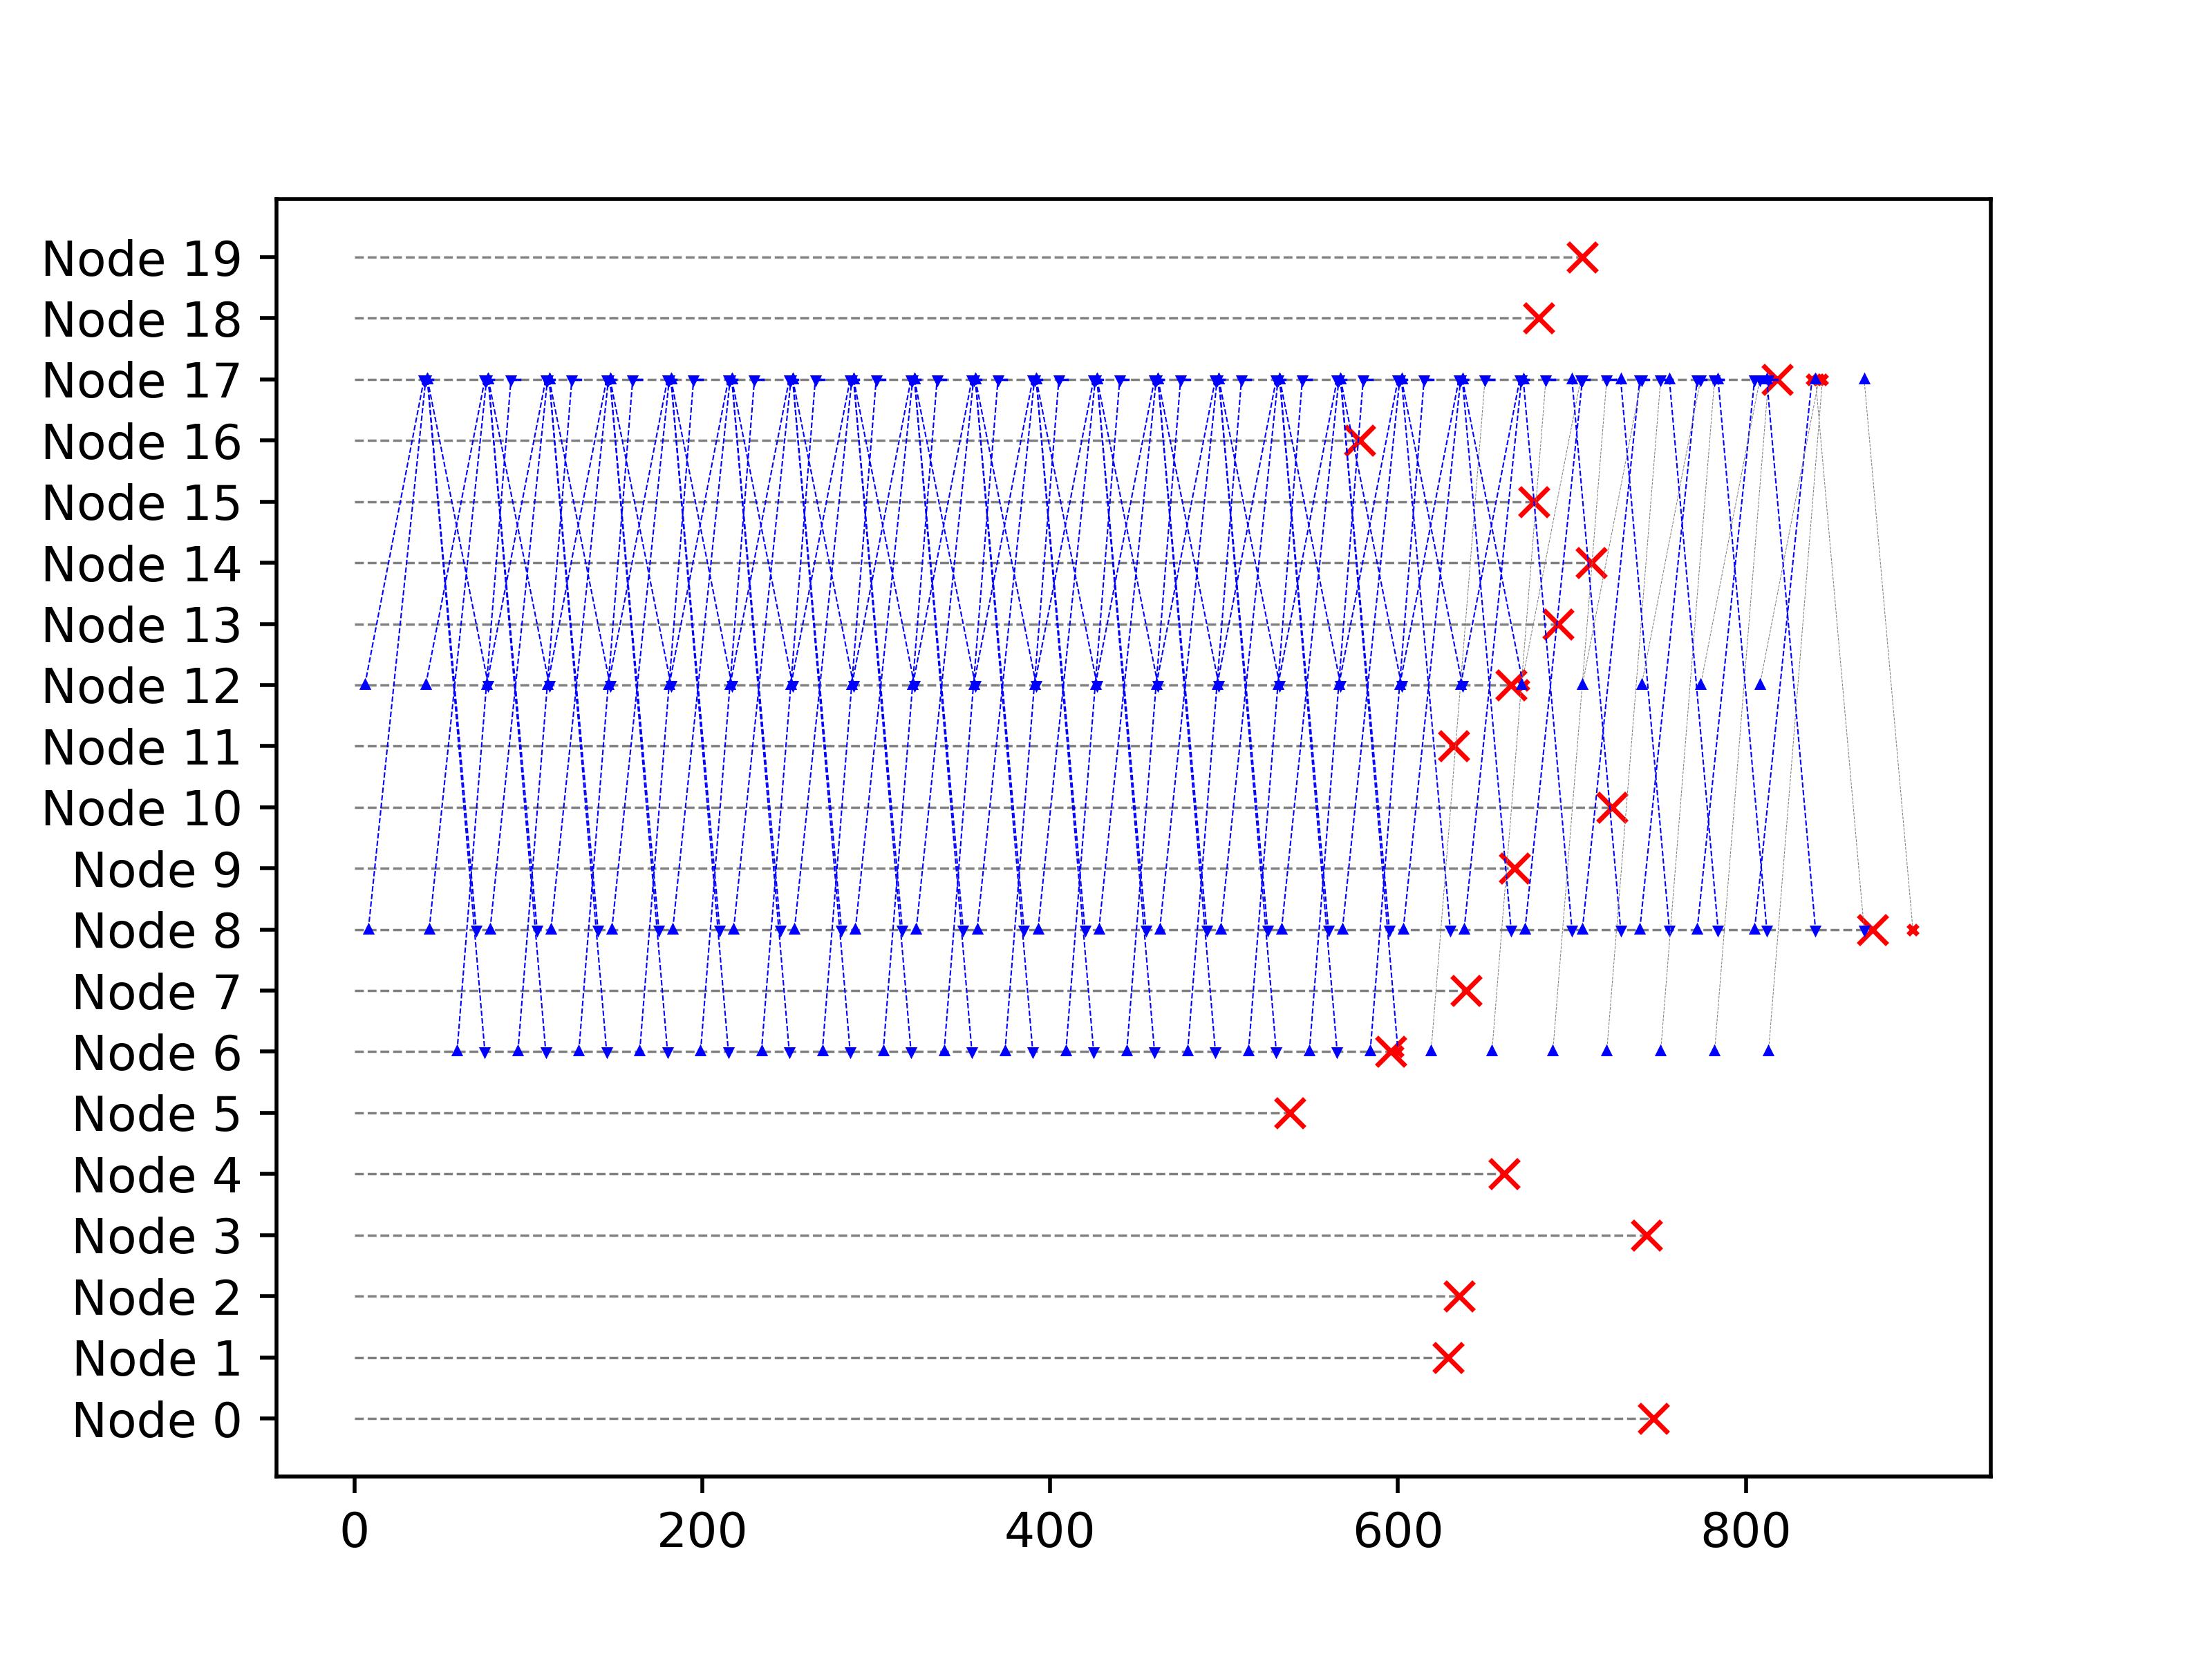 Node 19
Node 18
Node 17
Node 16
Node 15
Node 14
Node 13
Node 12
Node 11
Node 10
Node 9
Node 8
Node 7
Node 6
Node 5
Node 4
Node 3
Node 2
Node 1
Node 0
0 200 400 600 800